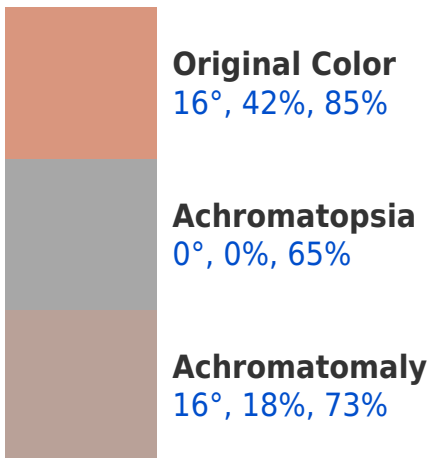 Original Color
16°, 42%, 85%
Achromatopsia
0°, 0%, 65%
Achromatomaly
16°, 18%, 73%